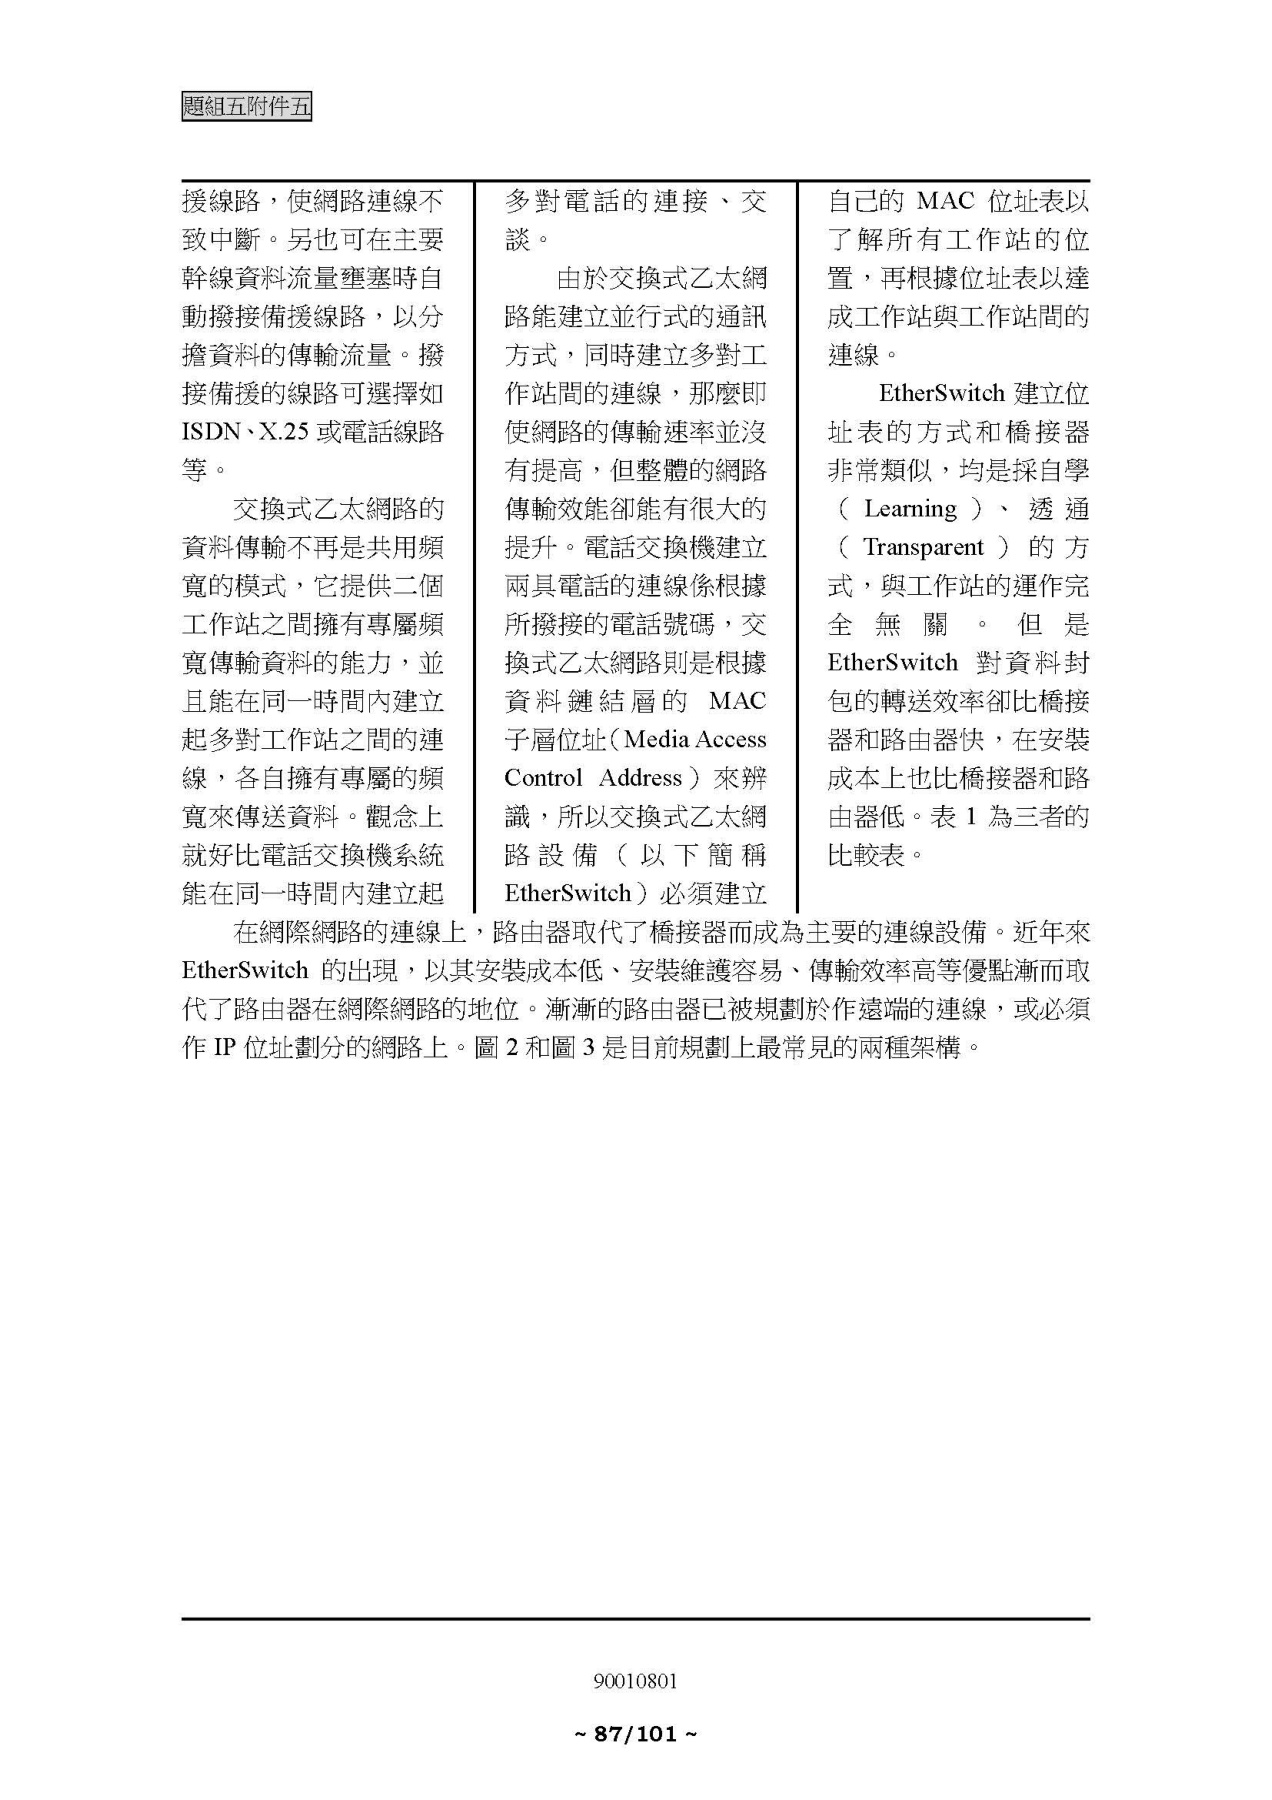 題組五附件五
援線路，使網路連線不
致中斷。另也可在主要
幹線資料流量壅塞時自
動撥接備援線路，以分
擔資料的傳輸流量。撥
接備援的線路可選擇如
ISDN、X.25 或電話線路
等。
交換式乙太網路的
資料傳輸不再是共用頻
寬的模式，它提供二個
工作站之間擁有專屬頻
寬傳輸資料的能力，並
且能在同一時間內建立
起多對工作站之間的連
線，各自擁有專屬的頻
寬來傳送資料。觀念上
就好比電話交換機系統
能在同一時間內建立起
多對電話的連接、交
談。
由於交換式乙太網
路能建立並行式的通訊
方式，同時建立多對工
作站間的連線，那麼即
使網路的傳輸速率並沒
有提高，但整體的網路
傳輸效能卻能有很大的
提升。電話交換機建立
兩具電話的連線係根據
所撥接的電話號碼，交
換式乙太網路則是根據
資料鏈結層的 MAC
子層位址（Media Access
Control Address）來辨
識，所以交換式乙太網
路設備（以下簡稱
EtherSwitch）必須建立
自己的 MAC 位址表以
了解所有工作站的位
置，再根據位址表以達
成工作站與工作站間的
連線。
EtherSwitch 建立位
址表的方式和橋接器
非常類似，均是採自學
（Learning）、透通
（Transparent）的方
式，與工作站的運作完
全無關。但是
EtherSwitch 對資料封
包的轉送效率卻比橋接
器和路由器快，在安裝
成本上也比橋接器和路
由器低。表 1 為三者的
比較表。
在網際網路的連線上，路由器取代了橋接器而成為主要的連線設備。近年來
EtherSwitch 的出現，以其安裝成本低、安裝維護容易、傳輸效率高等優點漸而取
代了路由器在網際網路的地位。漸漸的路由器已被規劃於作遠端的連線，或必須
作 IP 位址劃分的網路上。圖 2 和圖 3 是目前規劃上最常見的兩種架構。
90010801
~ 87/101 ~